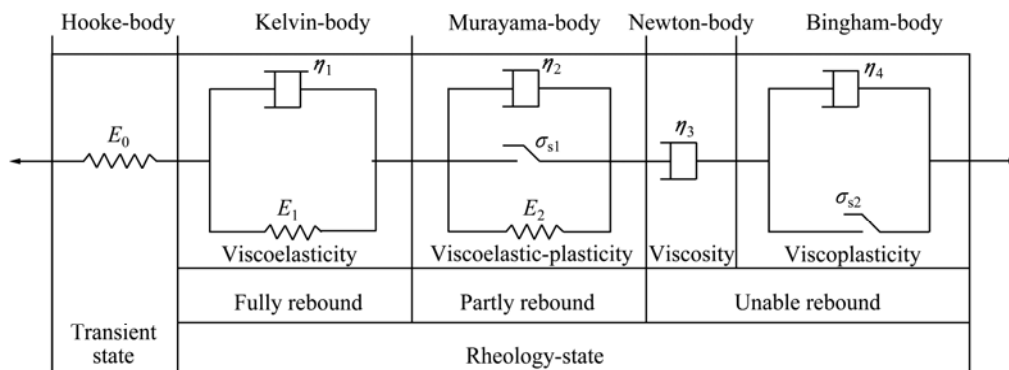 Hooke-body Kelvin-body Murayama-body Newton-body Bingham-body
η1 η2 η4
η3
E0 σs1
σs2
E1 E2
Viscoelasticity Viscoelastic-plasticity Viscosity Viscoplasticity
Fully rebound Partly rebound Unable rebound
Transient
state
Rheology-state